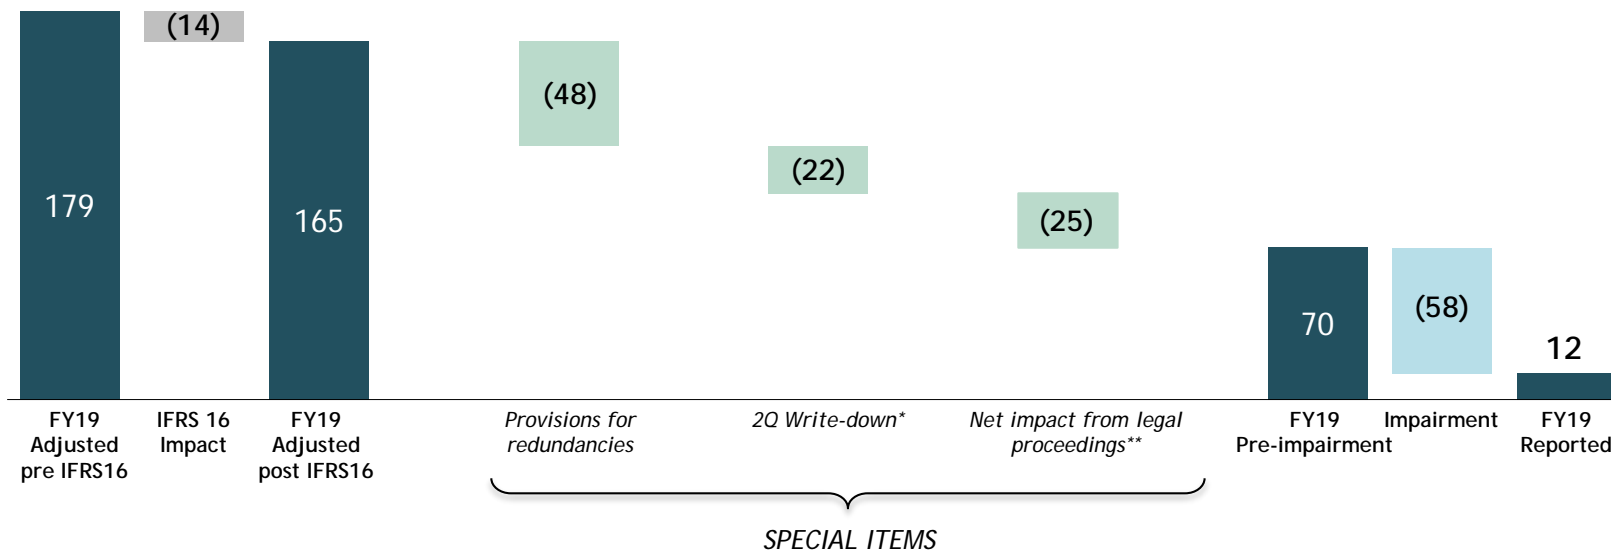 (14)
(48)
(22)
179
165
(25)
70
(58)
12
FY19
Adjusted
pre IFRS16
IFRS 16
Impact
FY19
Adjusted
post IFRS16
Provisions for
redundancies
2Q Write-down*
Net impact from legal
proceedings**
FY19
Pre-impairment
Impairment
FY19
Reported
SPECIAL ITEMS